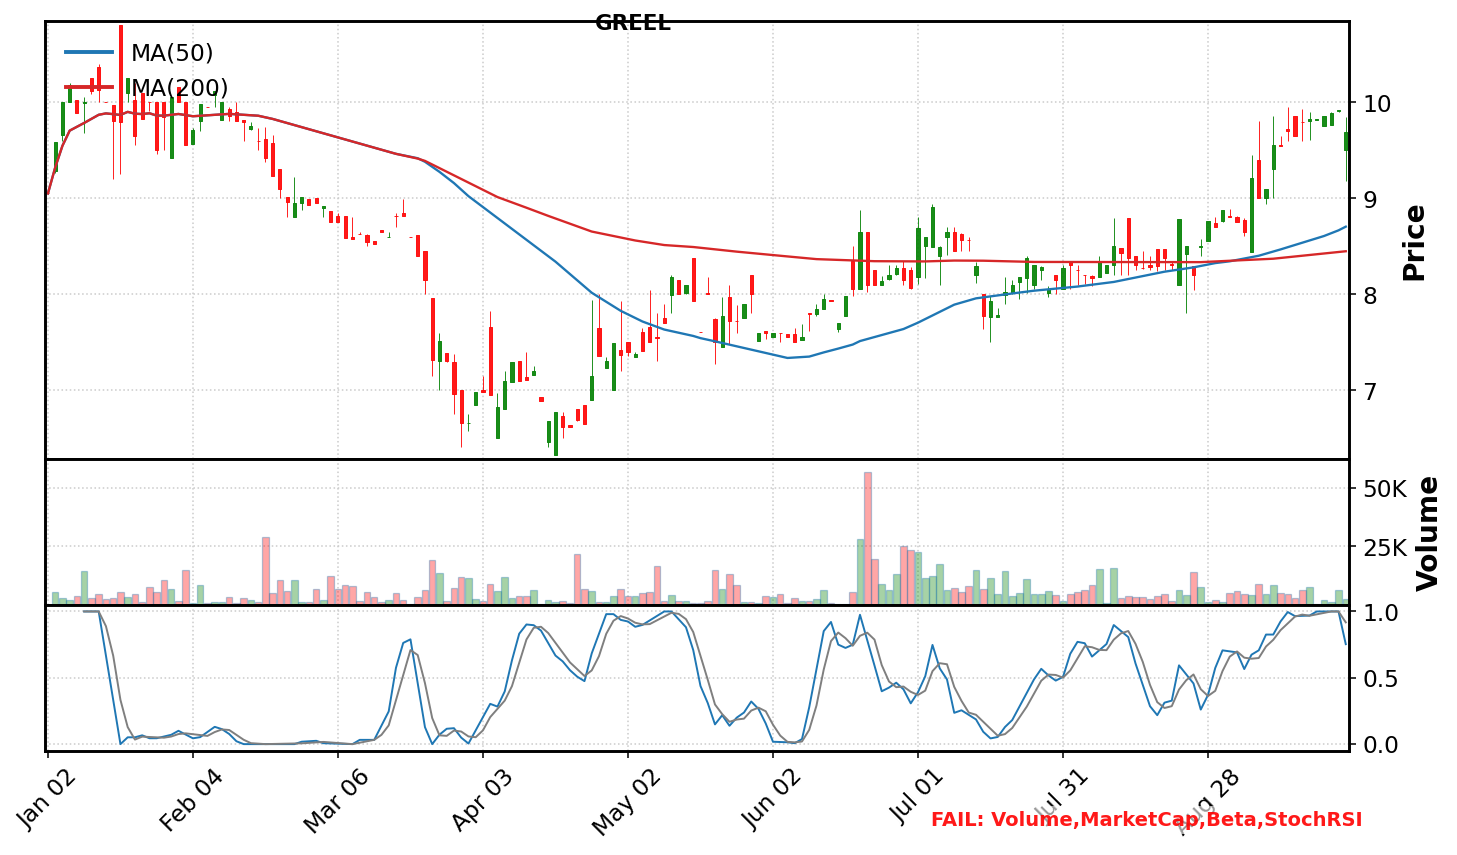 GREEL
MA(50)
MA(200)
10
9
8
7
Price
50K
25K
Volume
1.0
0.5
0.0
Jan 02
Feb 04
Mar 06
Apr 03
May 02
Jun 02
Jul 01
Jul 31
Aug 28
FAIL: Volume,MarketCap,Beta,StochRSI